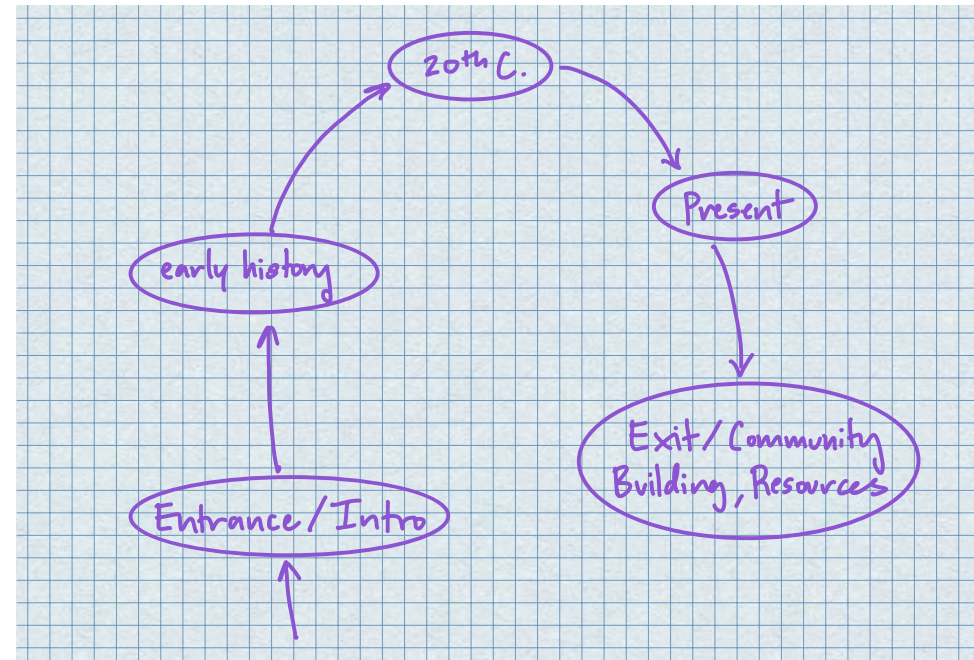 20th C.
Present
early history
Exit/Community
Building, Resources
Entrance/Intro